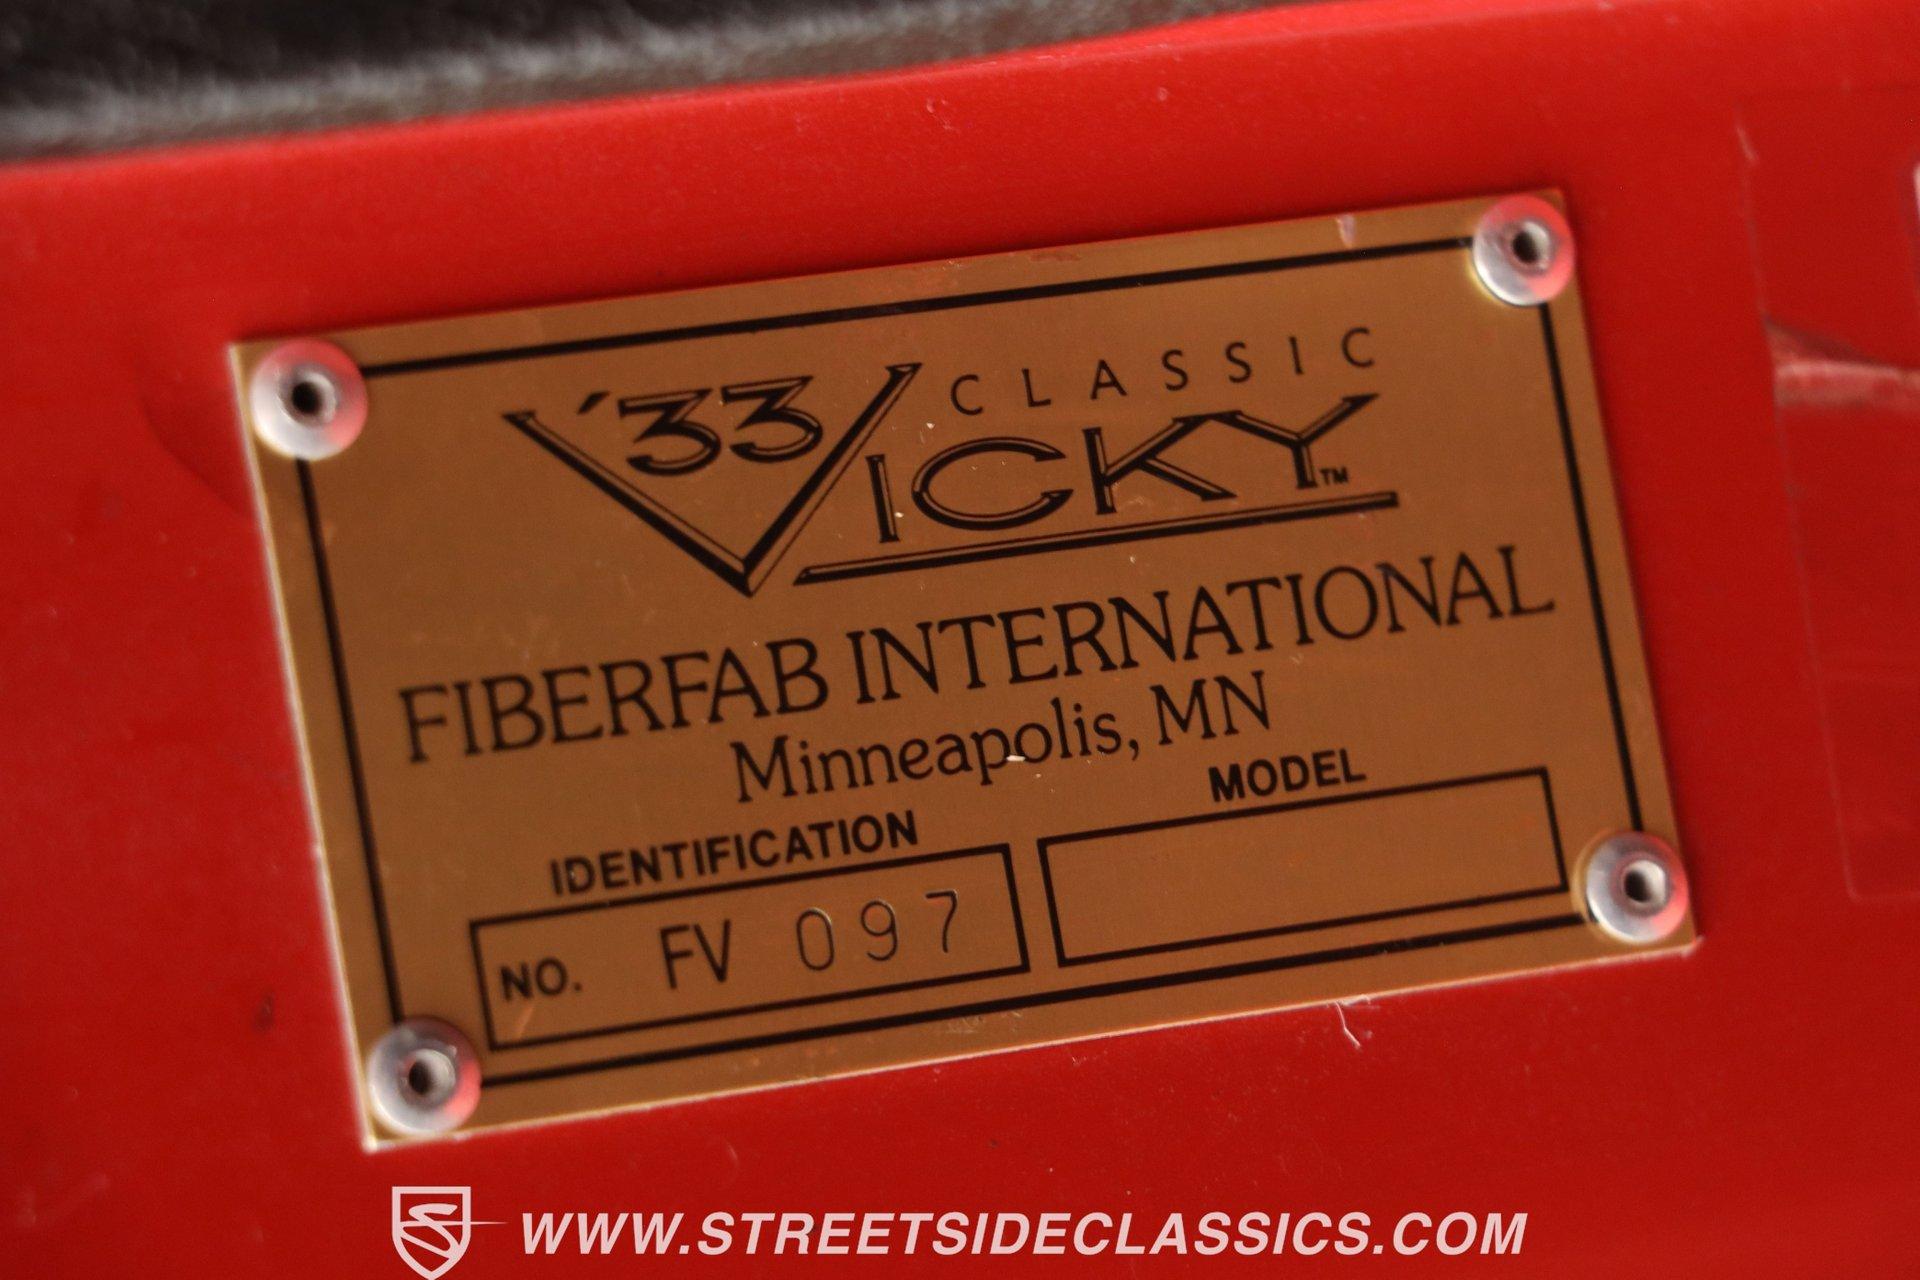 '33 CLASSIC
VICKY™
FIBERFAB INTERNATIONAL
Minneapolis, MN
IDENTIFICATION MODEL
NO. FV 097
WWW.STREETSIDECLASSICS.COM